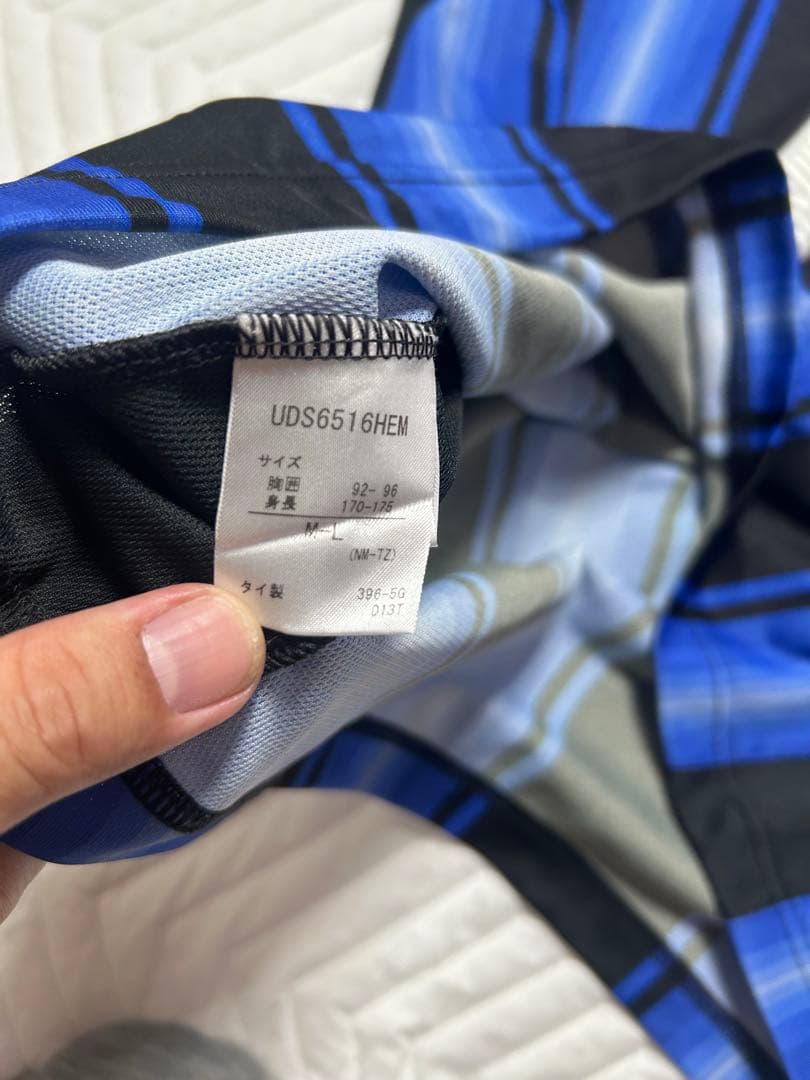 UDS6516HEM
サイズ
胸囲 92- 96
身長 170-175
M-L
(NM-TZ)
タイ製 396-5G
D13T